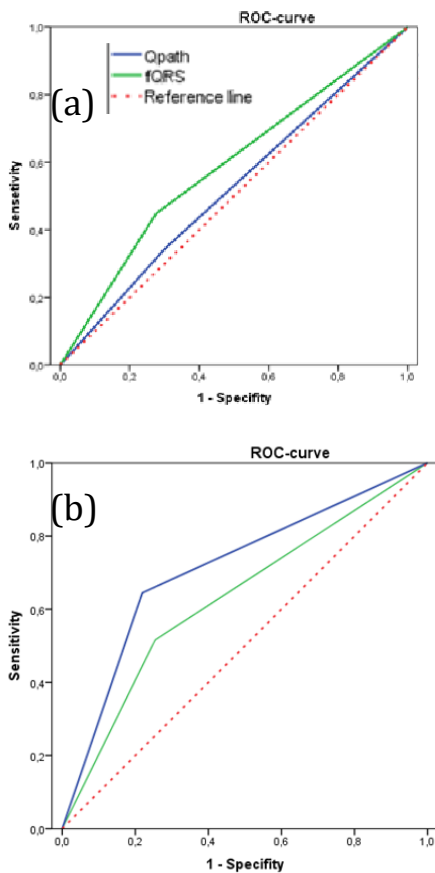 ROC-curve
(a)
Qpath
fQRS
Reference line
1,0
0,8
0,6
0,4
0,2
0,0
Sensetivity
0,0 0,2 0,4 0,6 0,8 1,0
1 - Specifity
ROC-curve
(b)
1,0
0,8
0,6
0,4
0,2
0,0
Sensitivity
0,0 0,2 0,4 0,6 0,8 1,0
1 - Specifity